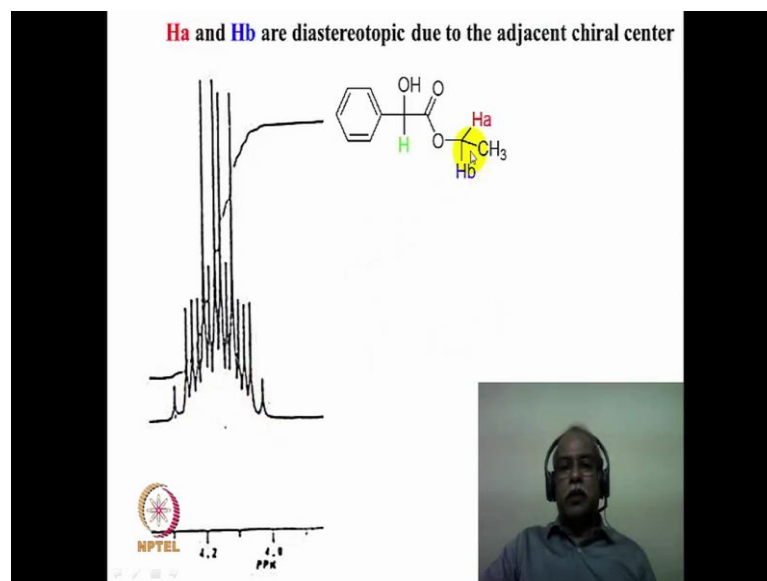 Ha and Hb are diastereotopic due to the adjacent chiral center
OH
O
Ha
H
O
CH3
Hb
4.2
4.0
PPM
NPTEL